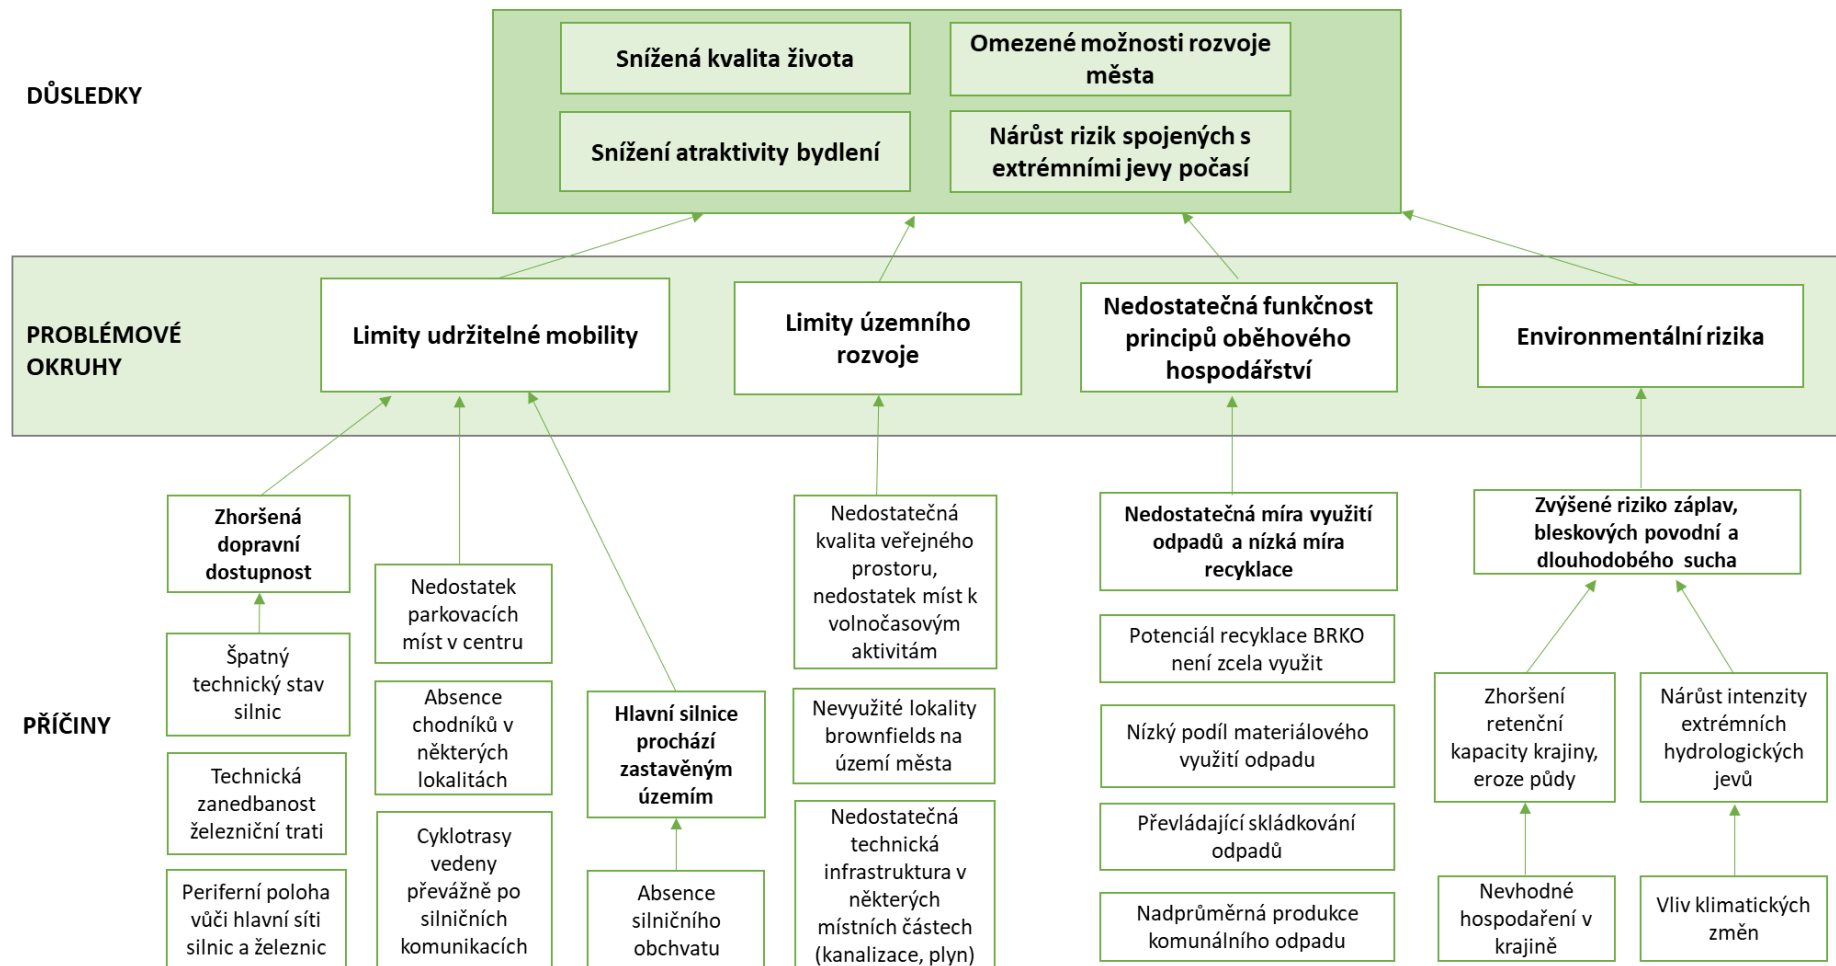 DŮSLEDKY
Snížená kvalita života
Omezené možnosti rozvoje
města
Snížení atraktivity bydlení
Nárůst rizik spojených s
extrémními jevy počasí
PROBLÉMOVÉ
OKRUHY
Limity udržitelné mobility
Limity územního
rozvoje
Nedostatečná funkčnost
principů oběhového
hospodářství
Environmentální rizika
PŘÍČINY
Zhoršená
dopravní
dostupnost
Špatný
technický stav
silnic
Technická
zanedbanost
železniční trati
Periferní poloha
vůči hlavní síti
silnic a železnic
Nedostatek
parkovacích
míst v centru
Absence
chodníků v
některých
lokalitách
Cyklotrasy
vedeny
převážně po
silničních
komunikacích
Hlavní silnice
prochází
zastavěným
územím
Absence
silničního
obchvatu
Nedostatečná
kvalita veřejného
prostoru,
nedostatek míst k
volnočasovým
aktivitám
Nevyužité lokality
brownfields na
území města
Nedostatečná
technická
infrastruktura v
některých
místních částech
(kanalizace, plyn)
Nedostatečná míra využití
odpadů a nízká míra
recyklace
Potenciál recyklace BRKO
není zcela využit
Nízký podíl materiálového
využití odpadu
Převládající skládkování
odpadů
Nadprůměrná produkce
komunálního odpadu
Zvýšené riziko záplav,
bleskových povodní a
dlouhodobého sucha
Zhoršení
retenční
kapacity krajiny,
eroze půdy
Nevhodné
hospodaření v
krajině
Nárůst intenzity
extrémních
hydrologických
jevů
Vliv klimatických
změn